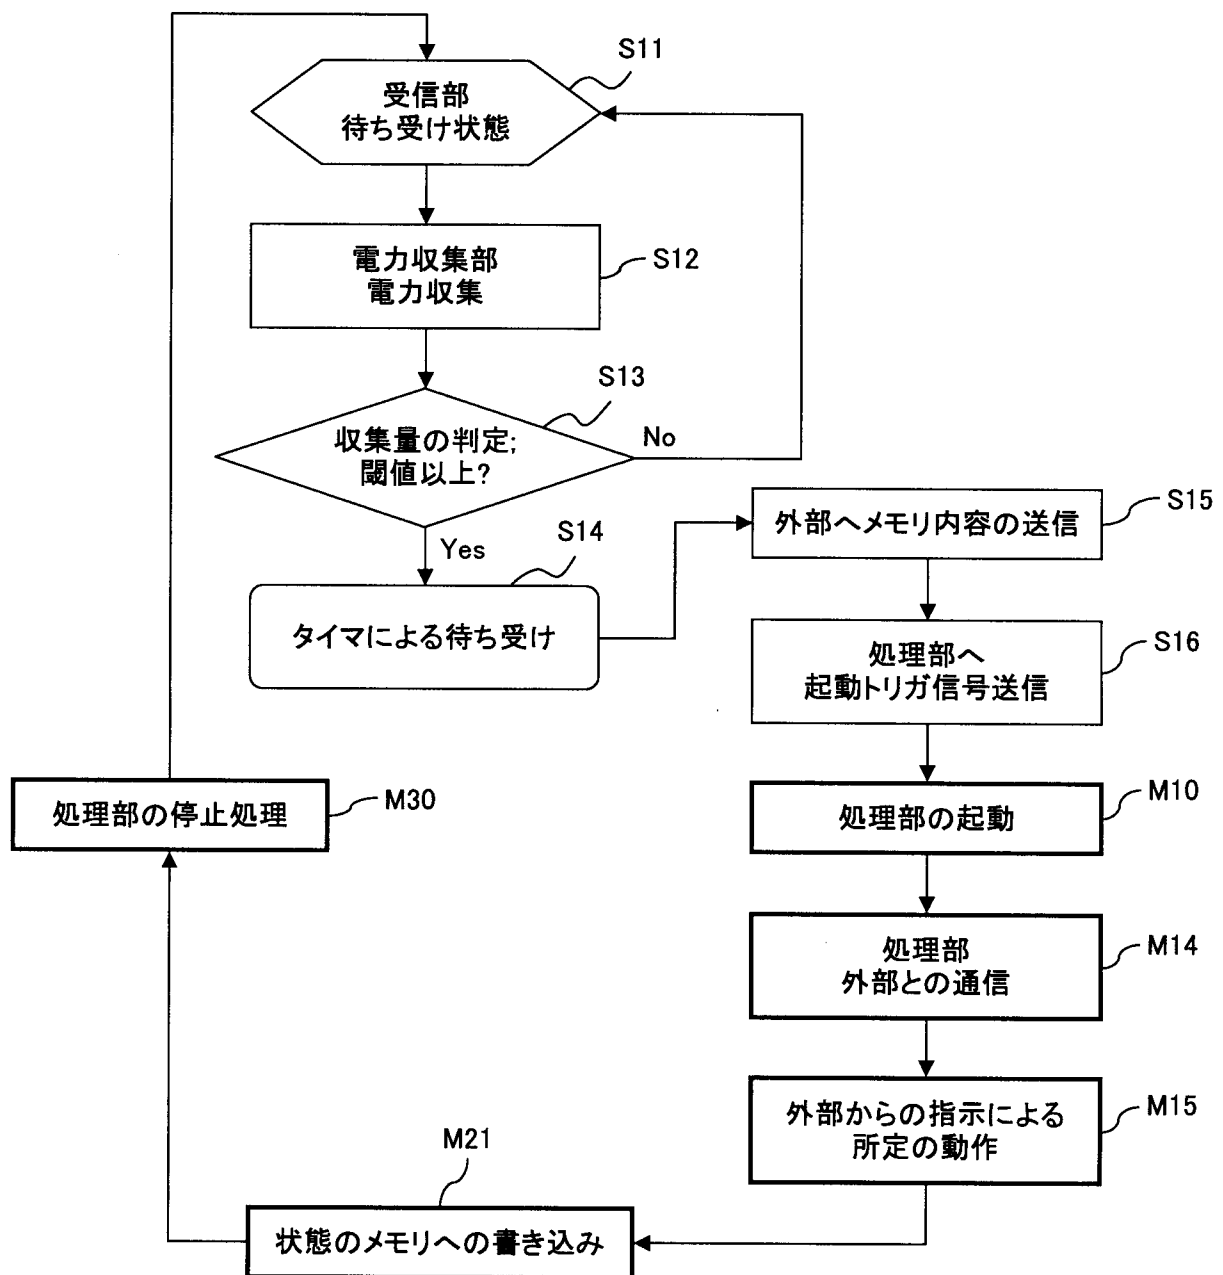 S11
受信部
待ち受け状態
電力収集部
電力収集
S12
S13
収集量の判定;
閾値以上?
No
Yes
S14
タイマによる待ち受け
外部へメモリ内容の送信
S15
処理部へ
起動トリガ信号送信
S16
処理部の起動
M10
処理部
外部との通信
M14
外部からの指示による
所定の動作
M15
M21
状態のメモリへの書き込み
処理部の停止処理
M30